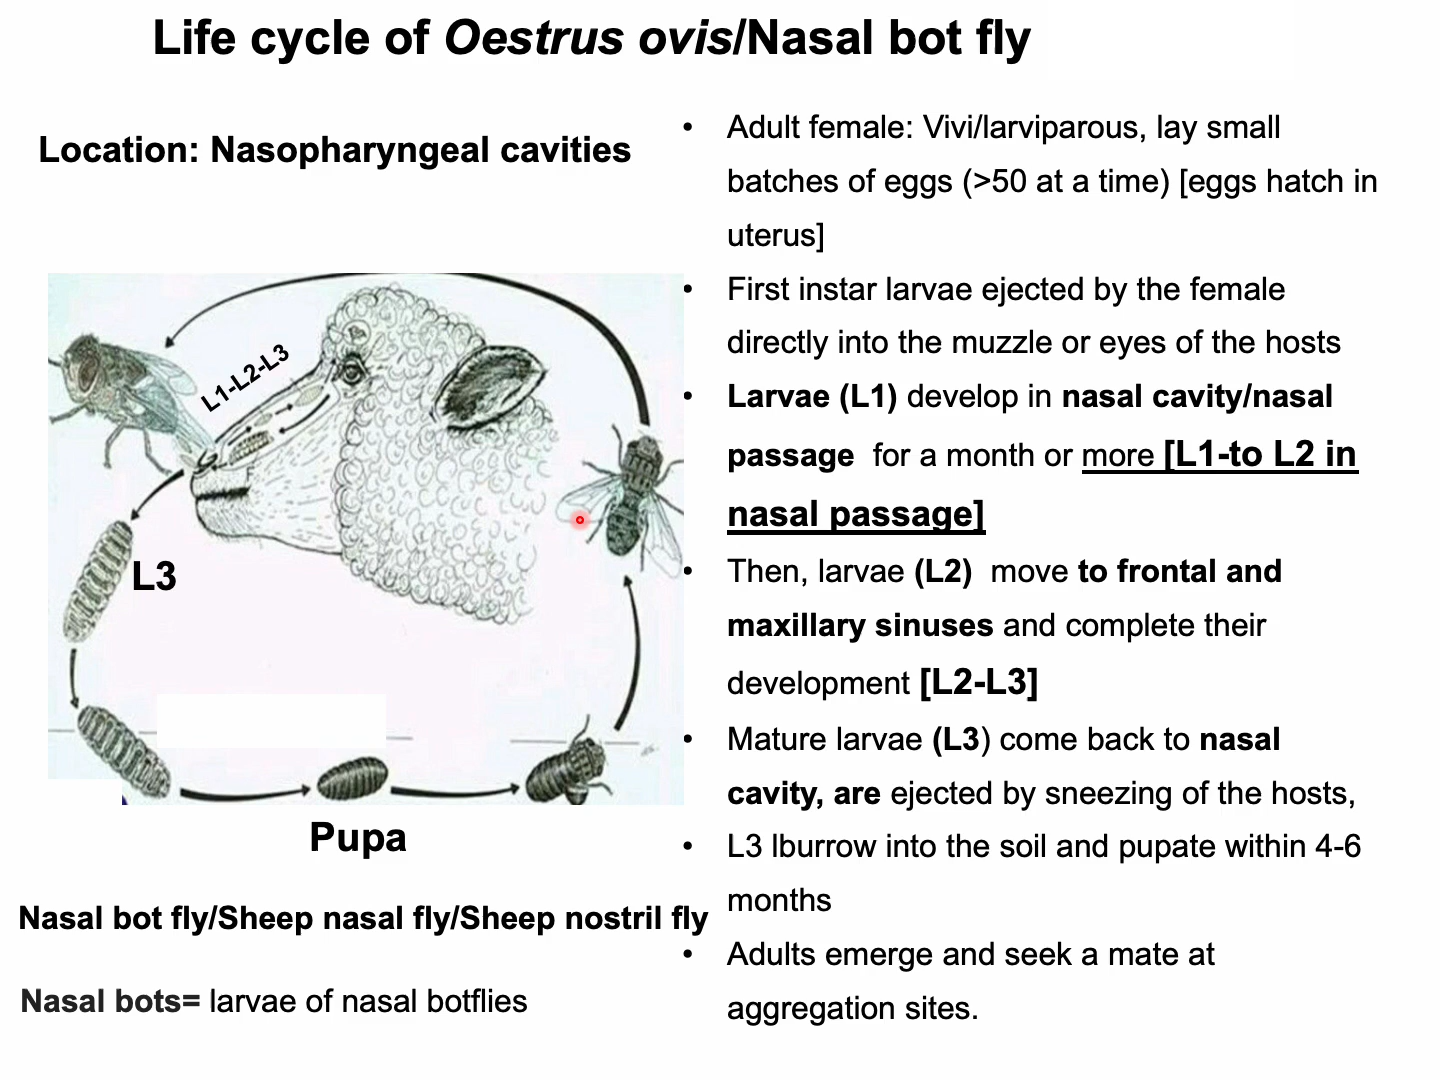 Life cycle of Oestrus ovis/Nasal bot fly
Location: Nasopharyngeal cavities
L1-L2-L3
L3
Pupa
Nasal bot fly/Sheep nasal fly/Sheep nostril fly
Nasal bots= larvae of nasal botflies
• Adult female: Vivi/larviparous, lay small
batches of eggs (>50 at a time) [eggs hatch in
uterus]
• First instar larvae ejected by the female
directly into the muzzle or eyes of the hosts
• Larvae (L1) develop in nasal cavity/nasal
passage for a month or more [L1-to L2 in
nasal passage]
• Then, larvae (L2) move to frontal and
maxillary sinuses and complete their
development [L2-L3]
• Mature larvae (L3) come back to nasal
cavity, are ejected by sneezing of the hosts,
• L3 lburrow into the soil and pupate within 4-6
months
• Adults emerge and seek a mate at
aggregation sites.